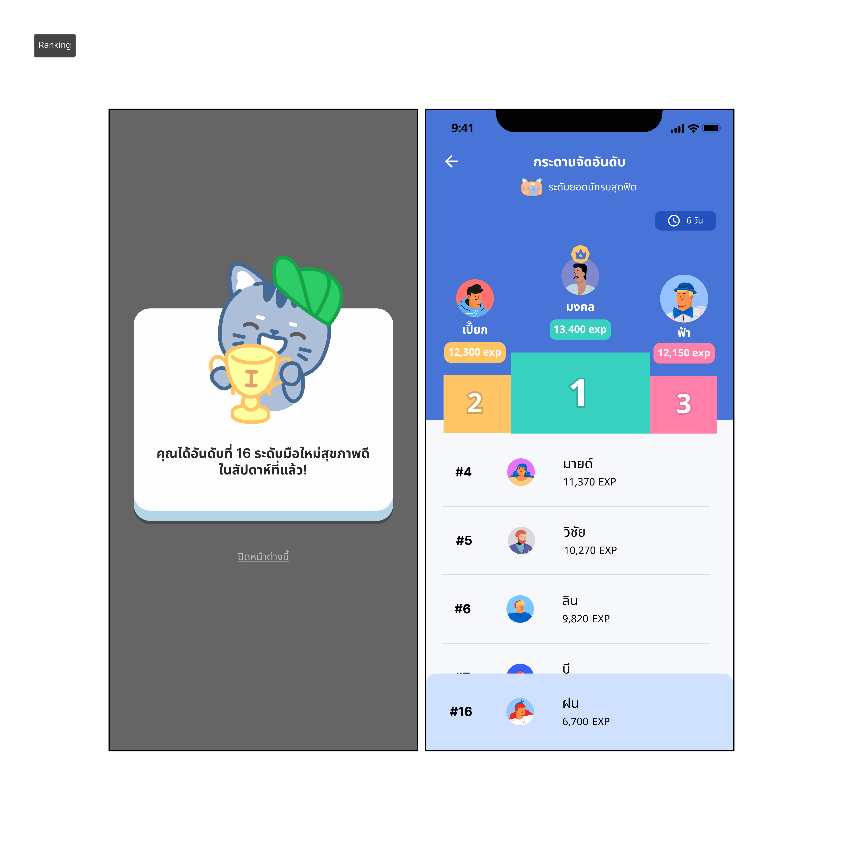 Ranking
I
คุณได้อันดับที่ 16 ระดับมือใหม่สุขภาพดี
ในสัปดาห์ที่แล้ว!
ปิดหน้าต่างนี้
9:41
กระดานจัดอันดับ
ระดับยอดนักรบสุดฟิต
6 วัน
มงคล
13,400 exp
เปี๊ยก
12,300 exp
ฟ้า
12,150 exp
2
1
3
#4
มายด์
11,370 EXP
#5
วิชัย
10,270 EXP
#6
ลิน
9,820 EXP
บี
#16
ฝน
6,700 EXP